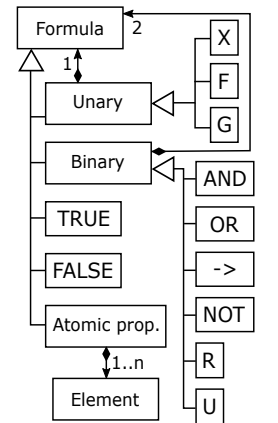 Formula
2
X
1
F
Unary
G
Binary
AND
TRUE
OR
FALSE
->
Atomic prop.
NOT
1..n
R
Element
U